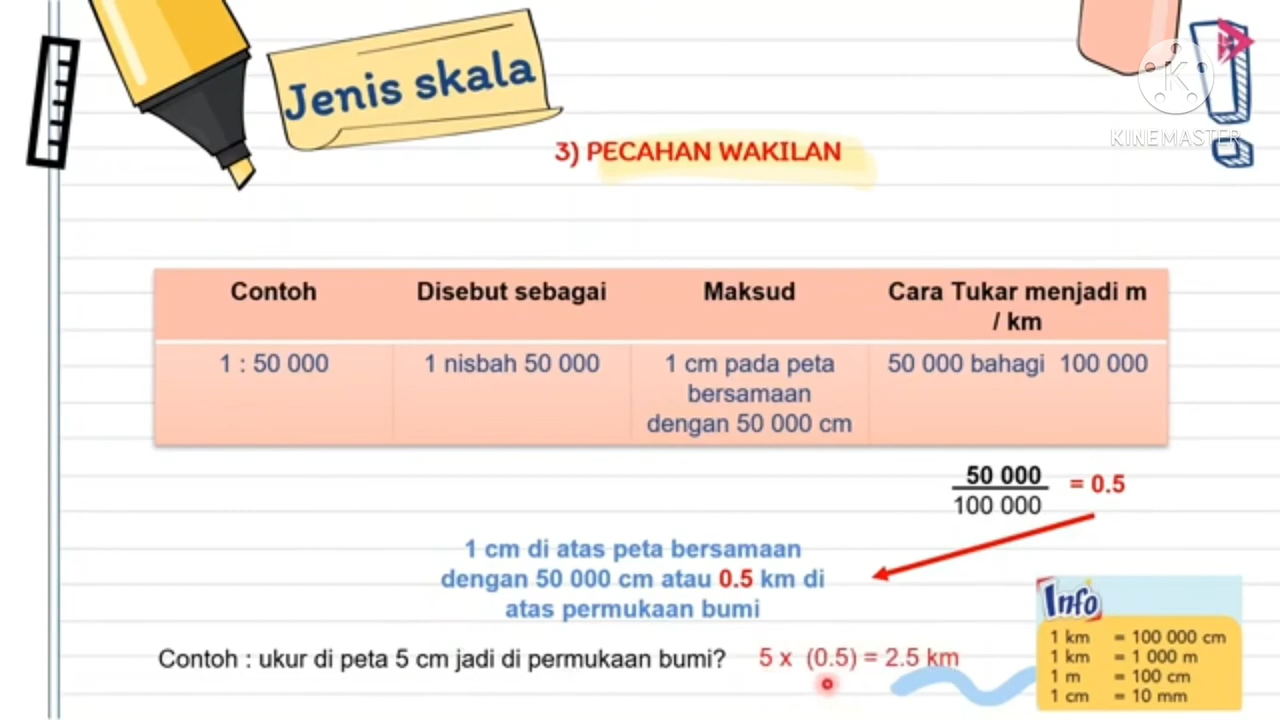 Jenis skala
KINEMASTER
3) PECAHAN WAKILAN
Contoh
Disebut sebagai
Maksud
Cara Tukar menjadi m
/ km
1 : 50 000
1 nisbah 50 000
1 cm pada peta
bersamaan
dengan 50 000 cm
50 000 bahagi 100 000
50 000
100 000
= 0.5
1 cm di atas peta bersamaan
dengan 50 000 cm atau 0.5 km di
atas permukaan bumi
Contoh : ukur di peta 5 cm jadi di permukaan bumi? 5 x (0.5) = 2.5 km
Info
1 km = 100 000 cm
1 km = 1 000 m
1 m = 100 cm
1 cm = 10 mm